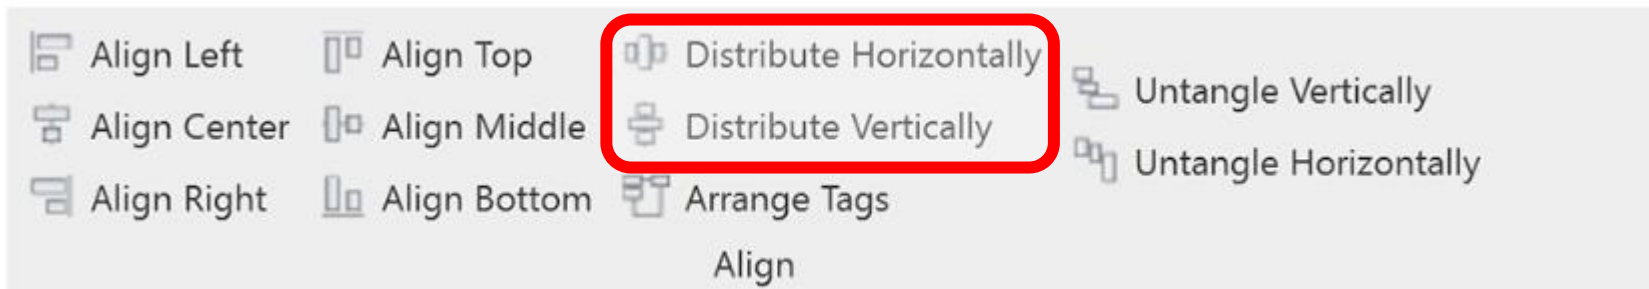 Align Left
Align Center
Align Right
Align Top
Align Middle
Align Bottom
Distribute Horizontally
Distribute Vertically
Arrange Tags
Untangle Vertically
Untangle Horizontally
Align